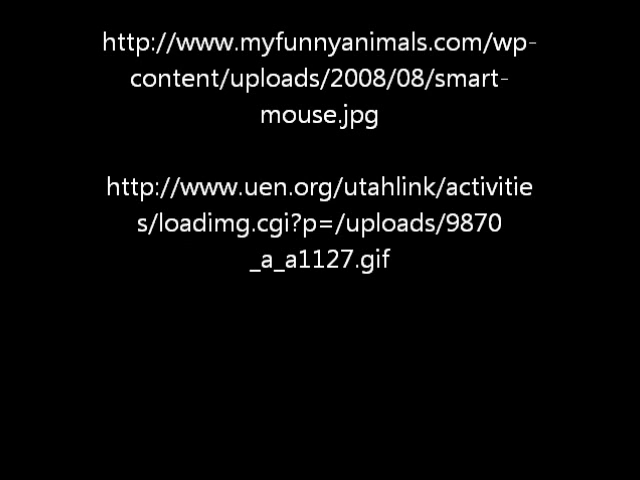 http://www.myfunnyanimals.com/wp-
content/uploads/2008/08/smart-
mouse.jpg
http://www.uen.org/utahlink/activitie
s/loadimg.cgi?p=/uploads/9870
_a_a1127.gif